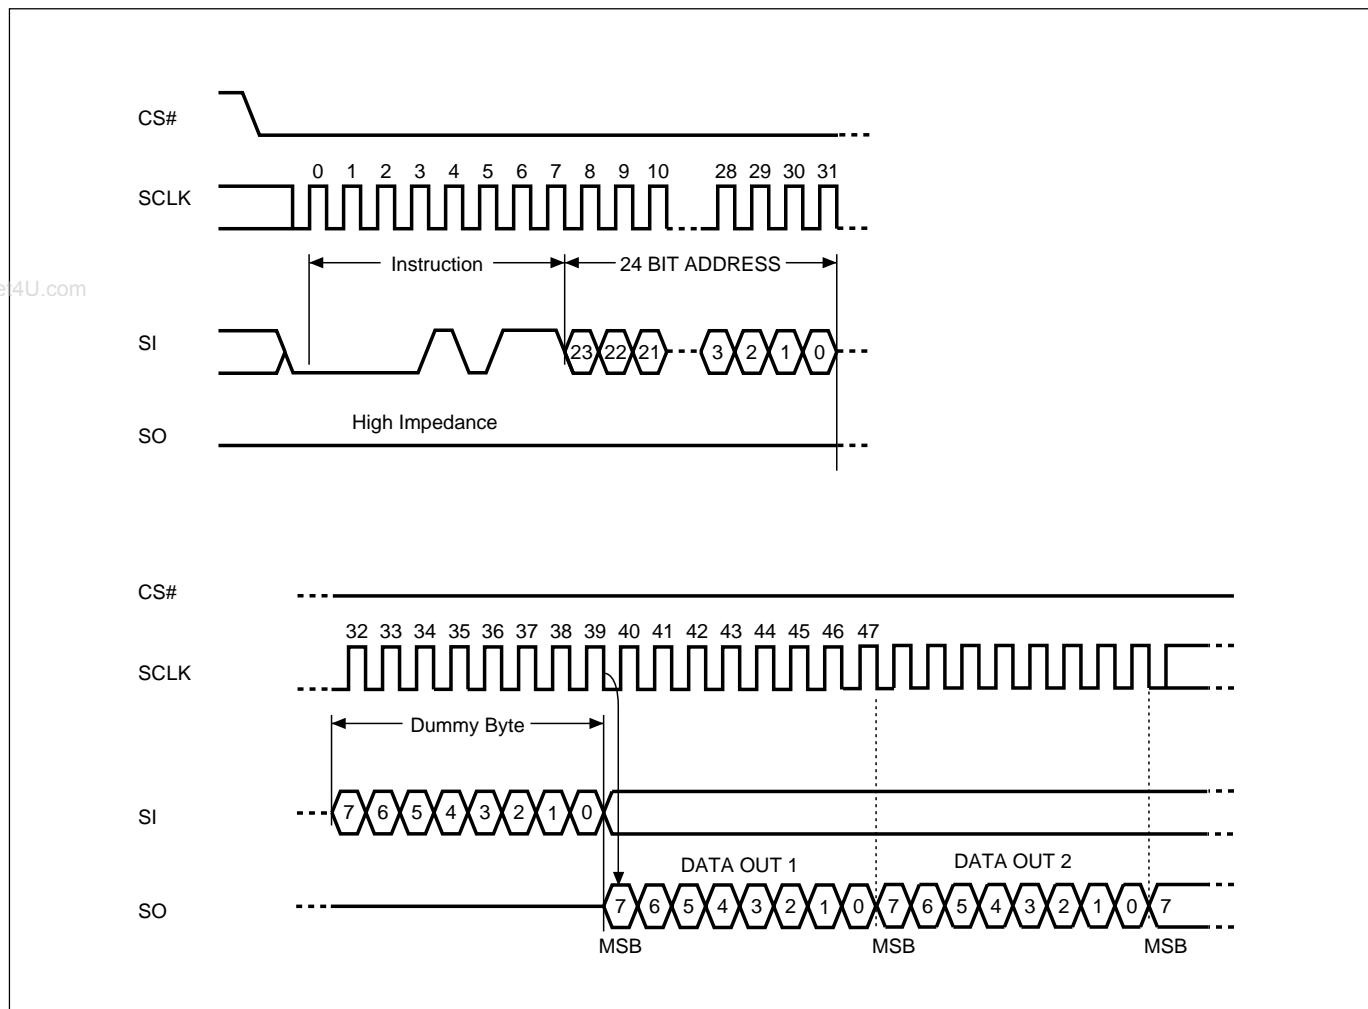 CS#
0 1 2 3 4 5 6 7 8 9 10 28 29 30 31
SCLK
Instruction 24 BIT ADDRESS
et4U.com
SI 23 22 21 3 2 1 0
High Impedance
SO
CS#
32 33 34 35 36 37 38 39 40 41 42 43 44 45 46 47
SCLK
Dummy Byte
SI 7 6 5 4 3 2 1 0
DATA OUT 1 DATA OUT 2
SO 7 6 5 4 3 2 1 0 7 6 5 4 3 2 1 0 7
MSB MSB MSB